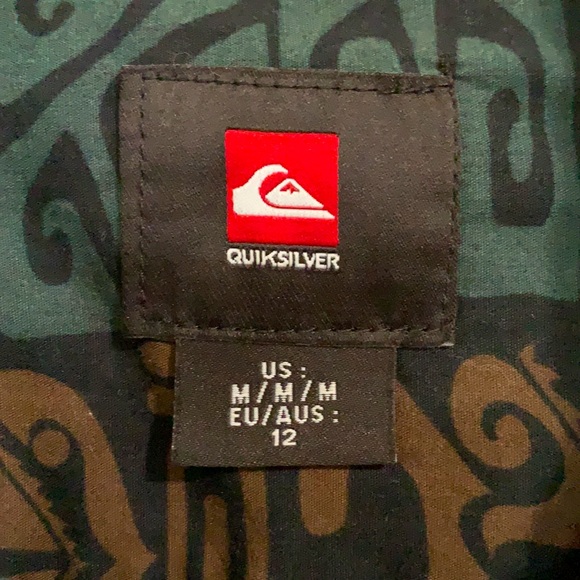 QUIKSILVER
US :
M/M/M
EU/AUS :
12